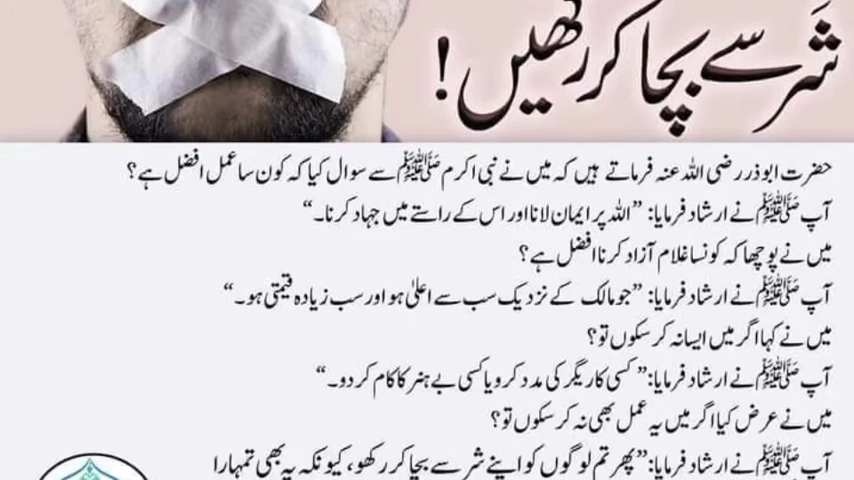 شَر سے بچا کر رکھیں!
حضرت ابوذر رضی اللہ عنہ فرماتے ہیں کہ میں نے نبی اکرم ﷺ سے سوال کیا کہ کون سا عمل افضل ہے؟
آپ ﷺ نے ارشاد فرمایا: ”اللہ پر ایمان لانا اور اس کے راستے میں جہاد کرنا۔“
میں نے پوچھا کہ کونسا غلام آزاد کرنا افضل ہے؟
آپ ﷺ نے ارشاد فرمایا: ”جو مالک کے نزدیک سب سے اعلیٰ ہو اور سب زیادہ قیمتی ہو۔“
میں نے کہا اگر میں ایسا نہ کر سکوں تو؟
آپ ﷺ نے ارشاد فرمایا: ”کسی کاریگر کی مدد کرو یا کسی بے ہنر کا کام کر دو۔“
میں نے عرض کیا اگر میں یہ عمل بھی نہ کر سکوں تو؟
آپ ﷺ نے ارشاد فرمایا: ”پھر تم لوگوں کو اپنے شر سے بچا کر رکھو، کیونکہ یہ بھی تمہارا